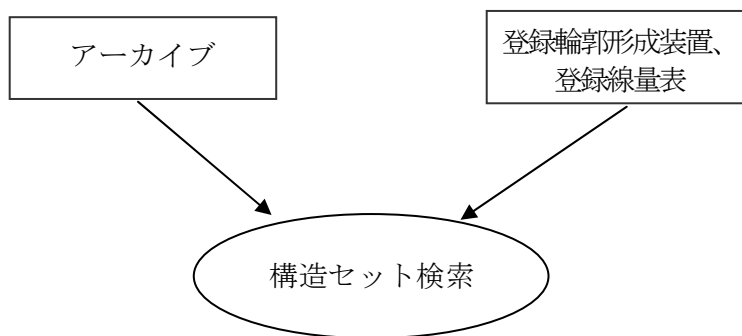 アーカイブ
登録輪郭形成装置、
登録線量表
構造セット検索